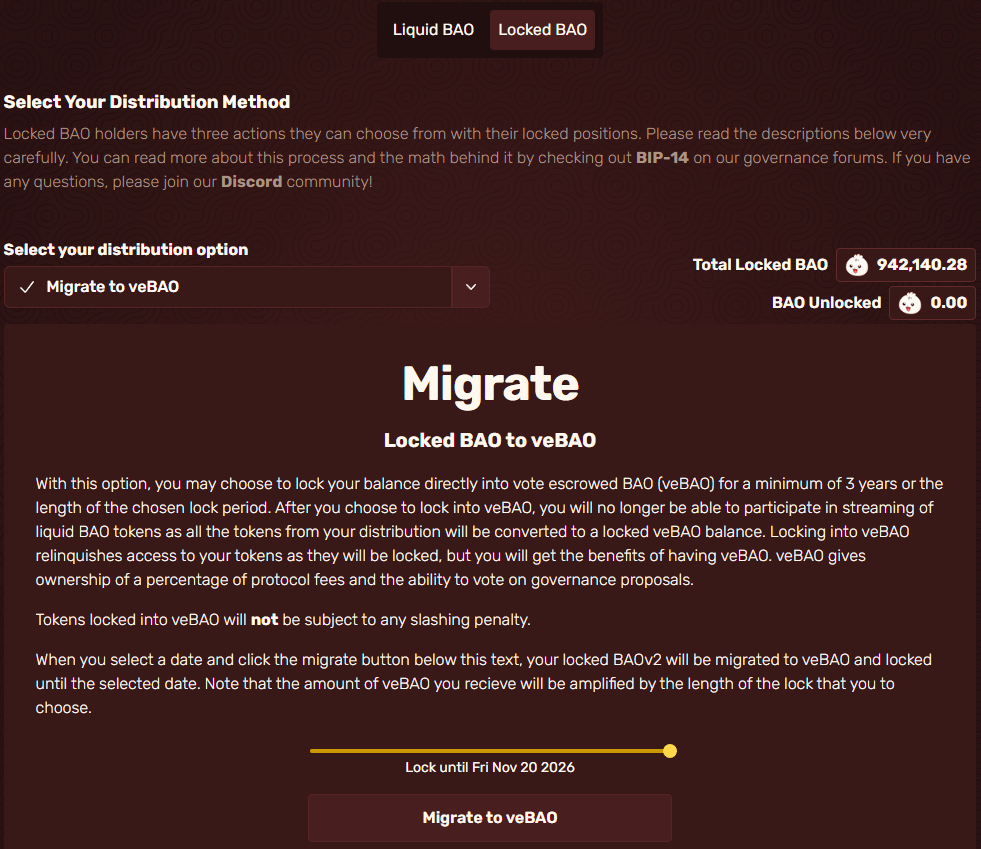 Liquid BAO
Locked BAO
Select Your Distribution Method
Locked BAO holders have three actions they can choose from with their locked positions. Please read the descriptions below very
carefully. You can read more about this process and the math behind it by checking out BIP-14 on our governance forums. If you have
any questions, please join our Discord community!
Select your distribution option
Migrate to veBAO
Total Locked BAO 942,140.28
BAO Unlocked 0.00
Migrate
Locked BAO to veBAO
With this option, you may choose to lock your balance directly into vote escrowed BAO (veBAO) for a minimum of 3 years or the
length of the chosen lock period. After you choose to lock into veBAO, you will no longer be able to participate in streaming of
liquid BAO tokens as all the tokens from your distribution will be converted to a locked veBAO balance. Locking into veBAO
relinquishes access to your tokens as they will be locked, but you will get the benefits of having veBAO. veBAO gives
ownership of a percentage of protocol fees and the ability to vote on governance proposals.
Tokens locked into veBAO will not be subject to any slashing penalty.
When you select a date and click the migrate button below this text, your locked BAOv2 will be migrated to veBAO and locked
until the selected date. Note that the amount of veBAO you recieve will be amplified by the length of the lock that you to
choose.
Lock until Fri Nov 20 2026
Migrate to veBAO